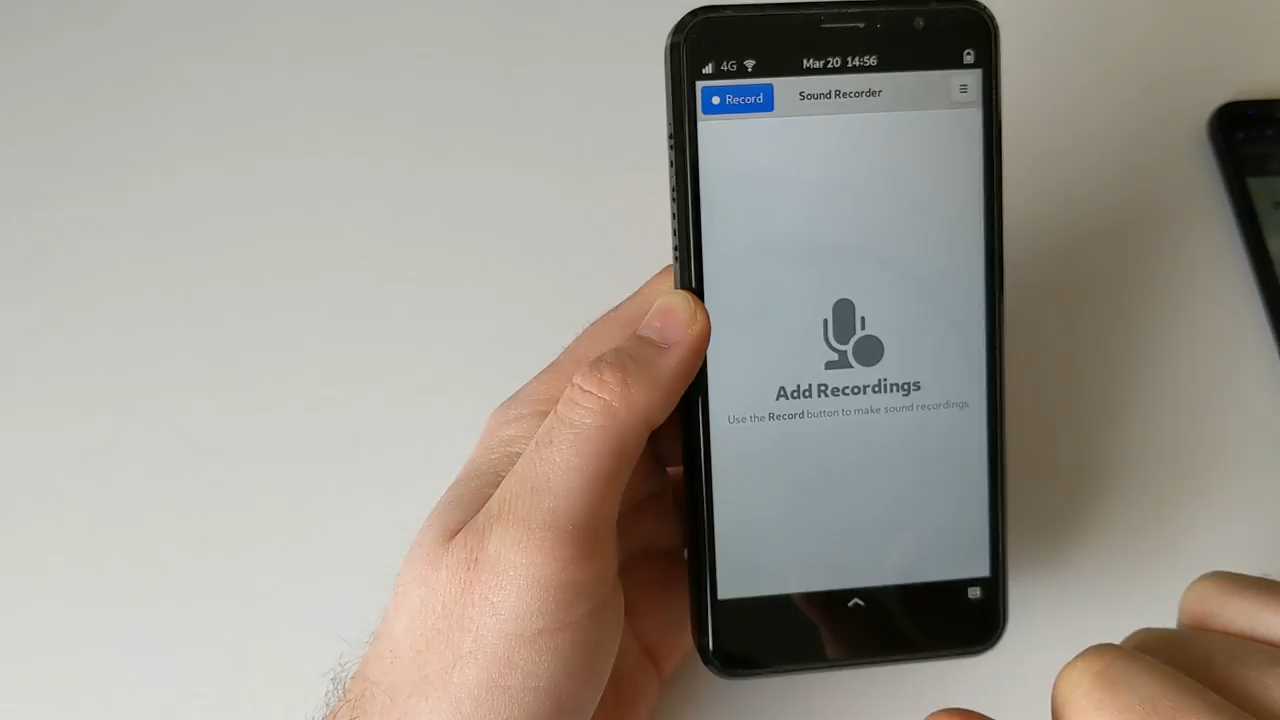 4G Mar 20 14:56
Record Sound Recorder
Add Recordings
Use the Record button to make sound recordings